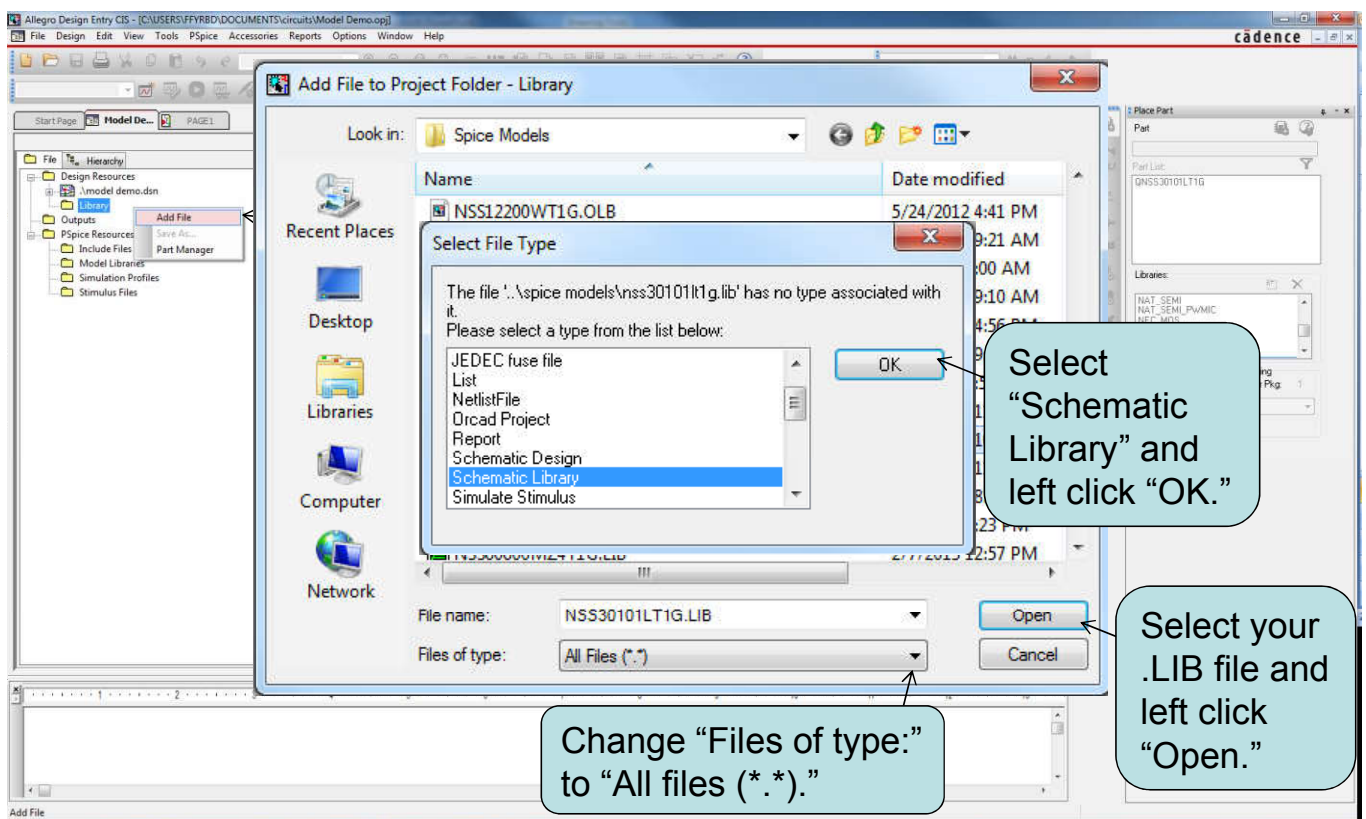 Allegro Design Entry CIS - [C:\USERS\FFYRBD\DOCUMENTS\circuits\Model Demo.opj]
File Design Edit View Tools PSpice Accessories Reports Options Window Help
cādence
Start Page
Model De...
PAGE1
File
Hierarchy
Design Resources
.\model demo.dsn
Library
Outputs
PSpice Resources
Include Files
Model Libraries
Simulation Profiles
Stimulus Files
Add File
Save As...
Part Manager
Add File to Project Folder - Library
Look in:
Spice Models
Name
Date modified
NSS12200WT1G.OLB
5/24/2012 4:41 PM
9:21 AM
:00 AM
9:10 AM
Recent Places
Desktop
Libraries
Computer
Network
Select File Type
The file '..\spice models\nss30101lt1g.lib' has no type associated with
it.
Please select a type from the list below:
JEDEC fuse file
List
NetlistFile
Orcad Project
Report
Schematic Design
Schematic Library
Simulate Stimulus
OK
12:57 PM
File name:
NSS30101LT1G.LIB
Open
Files of type:
All Files (*.*)
Cancel
Place Part
Part
Part List:
QNSS30101LT1G
Libraries:
NAT_SEMI
NAT_SEMI_PWMIC
Pkg: 1
Select
“Schematic
Library” and
left click “OK.”
Select your
.LIB file and
left click
“Open.”
Change “Files of type:”
to “All files (*.*).”
Add File